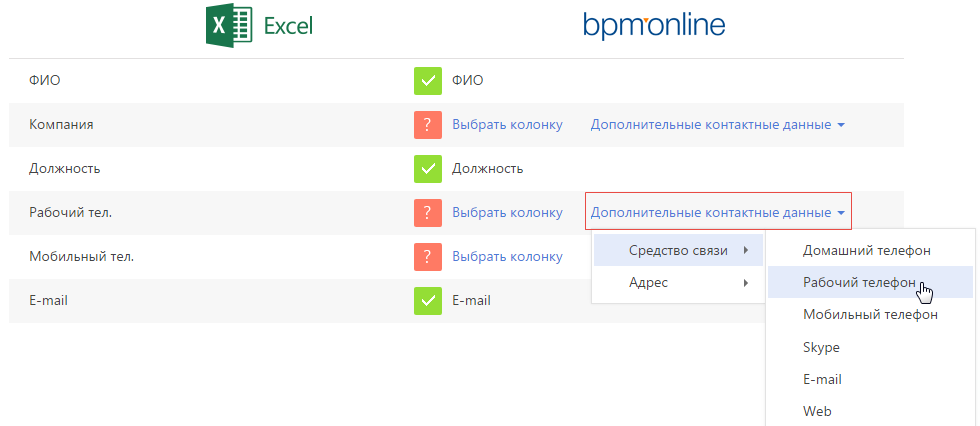 Excel bpm'online
ФИО ФИО
Компания ? Выбрать колонку Дополнительные контактные данные
Должность Должность
Рабочий тел. ? Выбрать колонку Дополнительные контактные данные
Средство связи Домашний телефон
Мобильный тел. ? Выбрать колонку
Адрес Рабочий телефон
E-mail E-mail
Мобильный телефон
Skype
E-mail
Web